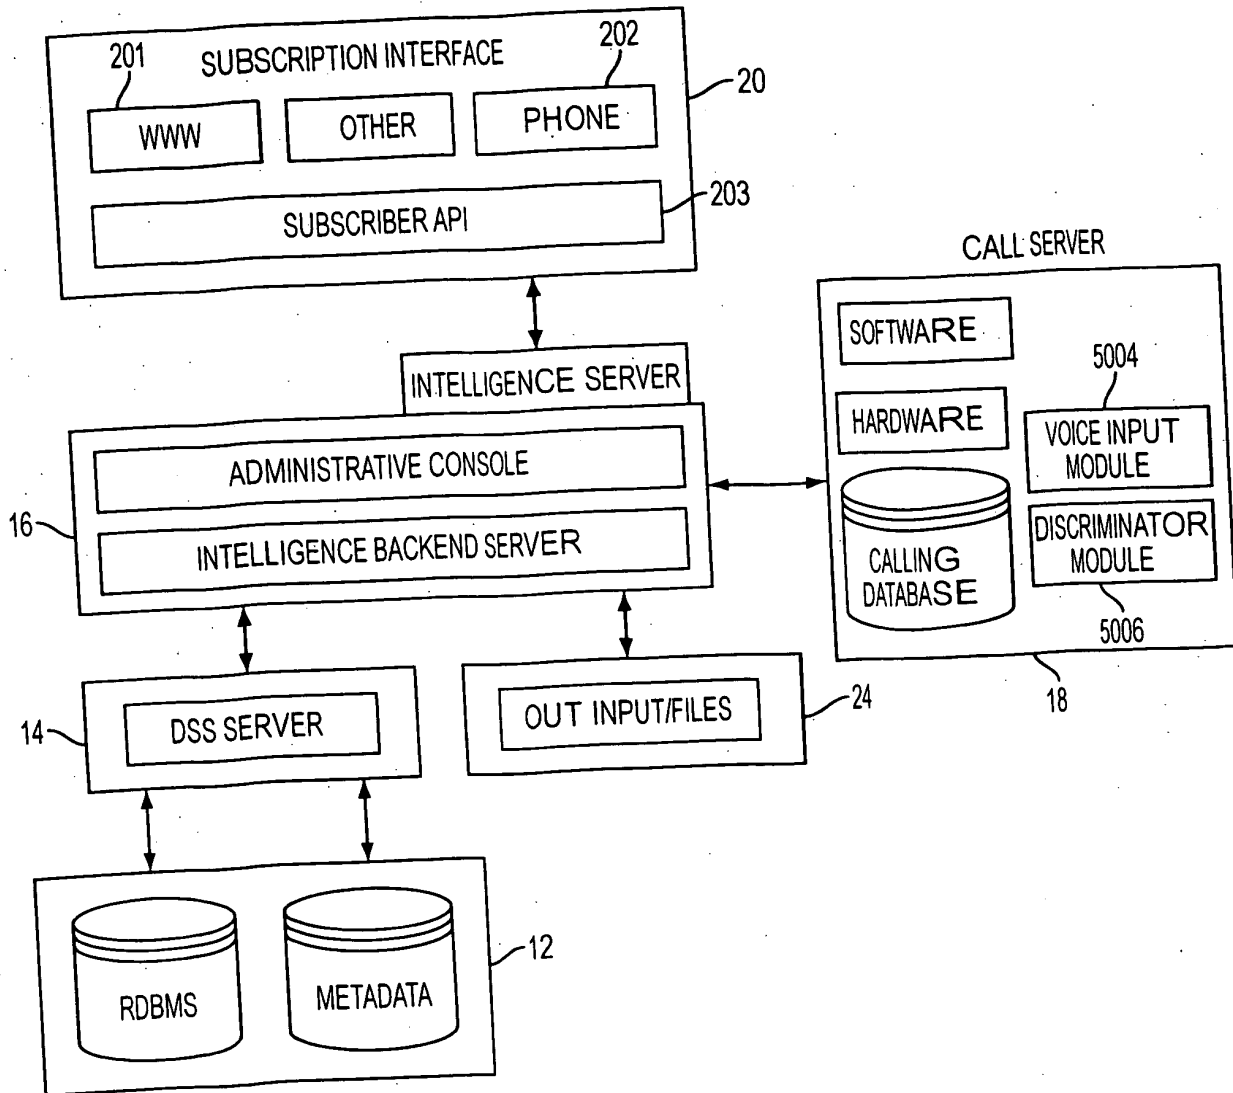 SUBSCRIPTION INTERFACE
201
202
20
WWW
OTHER
PHONE
203
SUBSCRIBER API
CALL SERVER
SOFTWARE
INTELLIGENCE SERVER
5004
HARDWARE
VOICE INPUT
MODULE
ADMINISTRATIVE CONSOLE
16
INTELLIGENCE BACKEND SERVER
CALLING
DATABASE
DISCRIMINATOR
MODULE
5006
18
14
DSS SERVER
OUT INPUT/FILES
24
12
RDBMS
METADATA